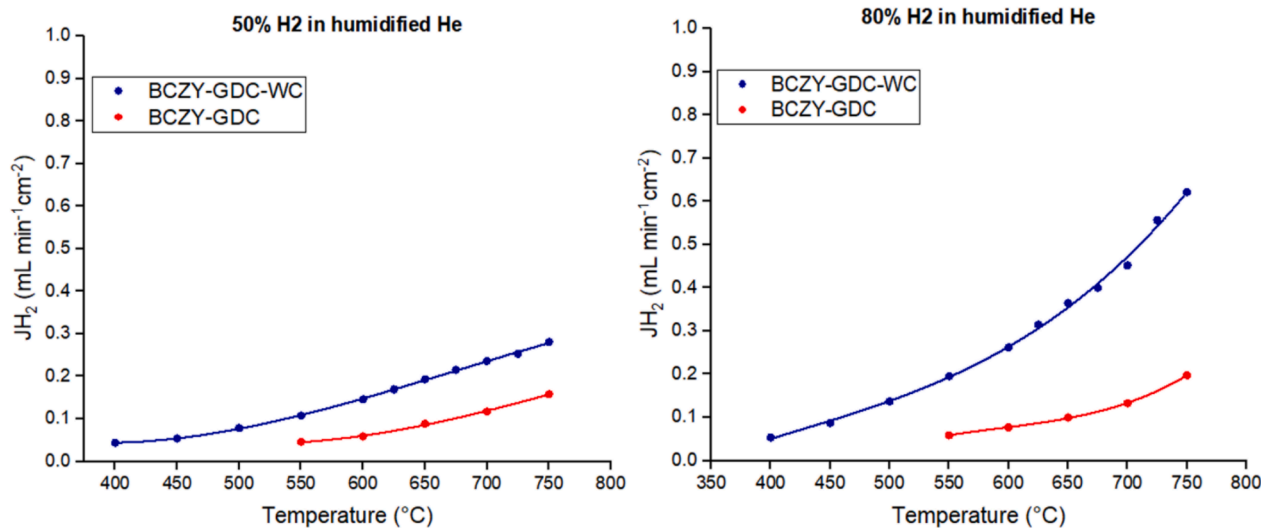 50% H2 in humidified He
1.0
0.9
0.8
0.7
0.6
0.5
0.4
0.3
0.2
0.1
0.0
JH₂ (mL min⁻¹cm⁻²)
BCZY-GDC-WC
BCZY-GDC
400 450 500 550 600 650 700 750 800
Temperature (°C)
80% H2 in humidified He
1.0
0.9
0.8
0.7
0.6
0.5
0.4
0.3
0.2
0.1
0.0
JH₂ (mL min⁻¹cm⁻²)
BCZY-GDC-WC
BCZY-GDC
350 400 450 500 550 600 650 700 750 800
Temperature (°C)